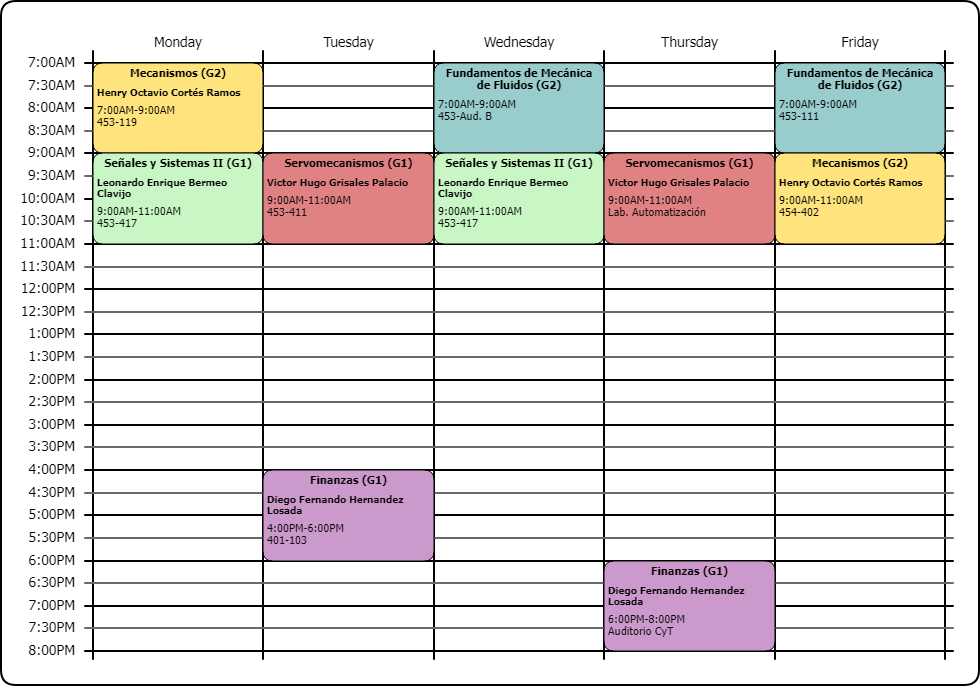 Monday Tuesday Wednesday Thursday Friday
7:00AM
7:30AM
8:00AM
8:30AM
9:00AM
9:30AM
10:00AM
10:30AM
11:00AM
11:30AM
12:00PM
12:30PM
1:00PM
1:30PM
2:00PM
2:30PM
3:00PM
3:30PM
4:00PM
4:30PM
5:00PM
5:30PM
6:00PM
6:30PM
7:00PM
7:30PM
8:00PM
Mecanismos (G2)
Henry Octavio Cortés Ramos
7:00AM-9:00AM
453-119
Señales y Sistemas II (G1)
Leonardo Enrique Bermeo
Clavijo
9:00AM-11:00AM
453-417
Servomecanismos (G1)
Victor Hugo Grisales Palacio
9:00AM-11:00AM
453-411
Finanzas (G1)
Diego Fernando Hernandez
Losada
4:00PM-6:00PM
401-103
Fundamentos de Mecánica
de Fluidos (G2)
7:00AM-9:00AM
453-Aud. B
Señales y Sistemas II (G1)
Leonardo Enrique Bermeo
Clavijo
9:00AM-11:00AM
453-417
Servomecanismos (G1)
Victor Hugo Grisales Palacio
9:00AM-11:00AM
Lab. Automatización
Finanzas (G1)
Diego Fernando Hernandez
Losada
6:00PM-8:00PM
Auditorio CyT
Fundamentos de Mecánica
de Fluidos (G2)
7:00AM-9:00AM
453-111
Mecanismos (G2)
Henry Octavio Cortés Ramos
9:00AM-11:00AM
454-402